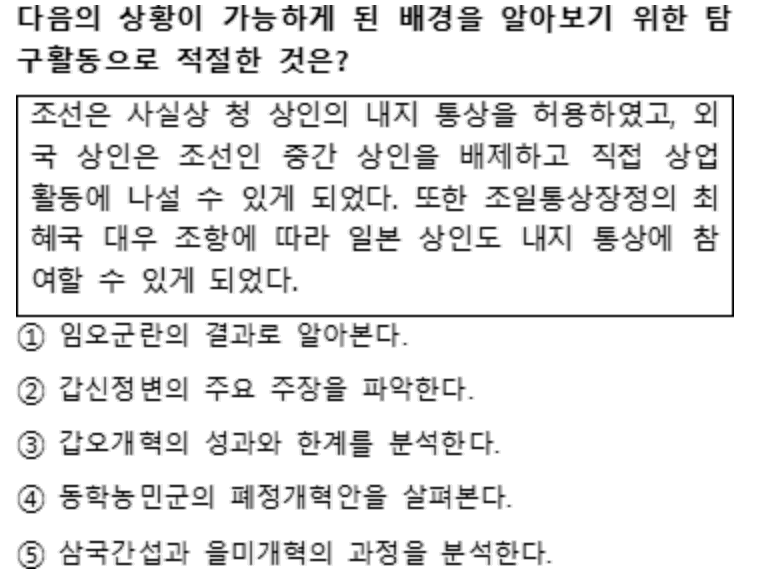 다음의 상황이 가능하게 된 배경을 알아보기 위한 탐
구활동으로 적절한 것은?
조선은 사실상 청 상인의 내지 통상을 허용하였고, 외
국 상인은 조선인 중간 상인을 배제하고 직접 상업
활동에 나설 수 있게 되었다. 또한 조일통상장정의 최
혜국 대우 조항에 따라 일본 상인도 내지 통상에 참
여할 수 있게 되었다.
① 임오군란의 결과로 알아본다.
② 갑신정변의 주요 주장을 파악한다.
③ 갑오개혁의 성과와 한계를 분석한다.
④ 동학농민군의 폐정개혁안을 살펴본다.
⑤ 삼국간섭과 을미개혁의 과정을 분석한다.